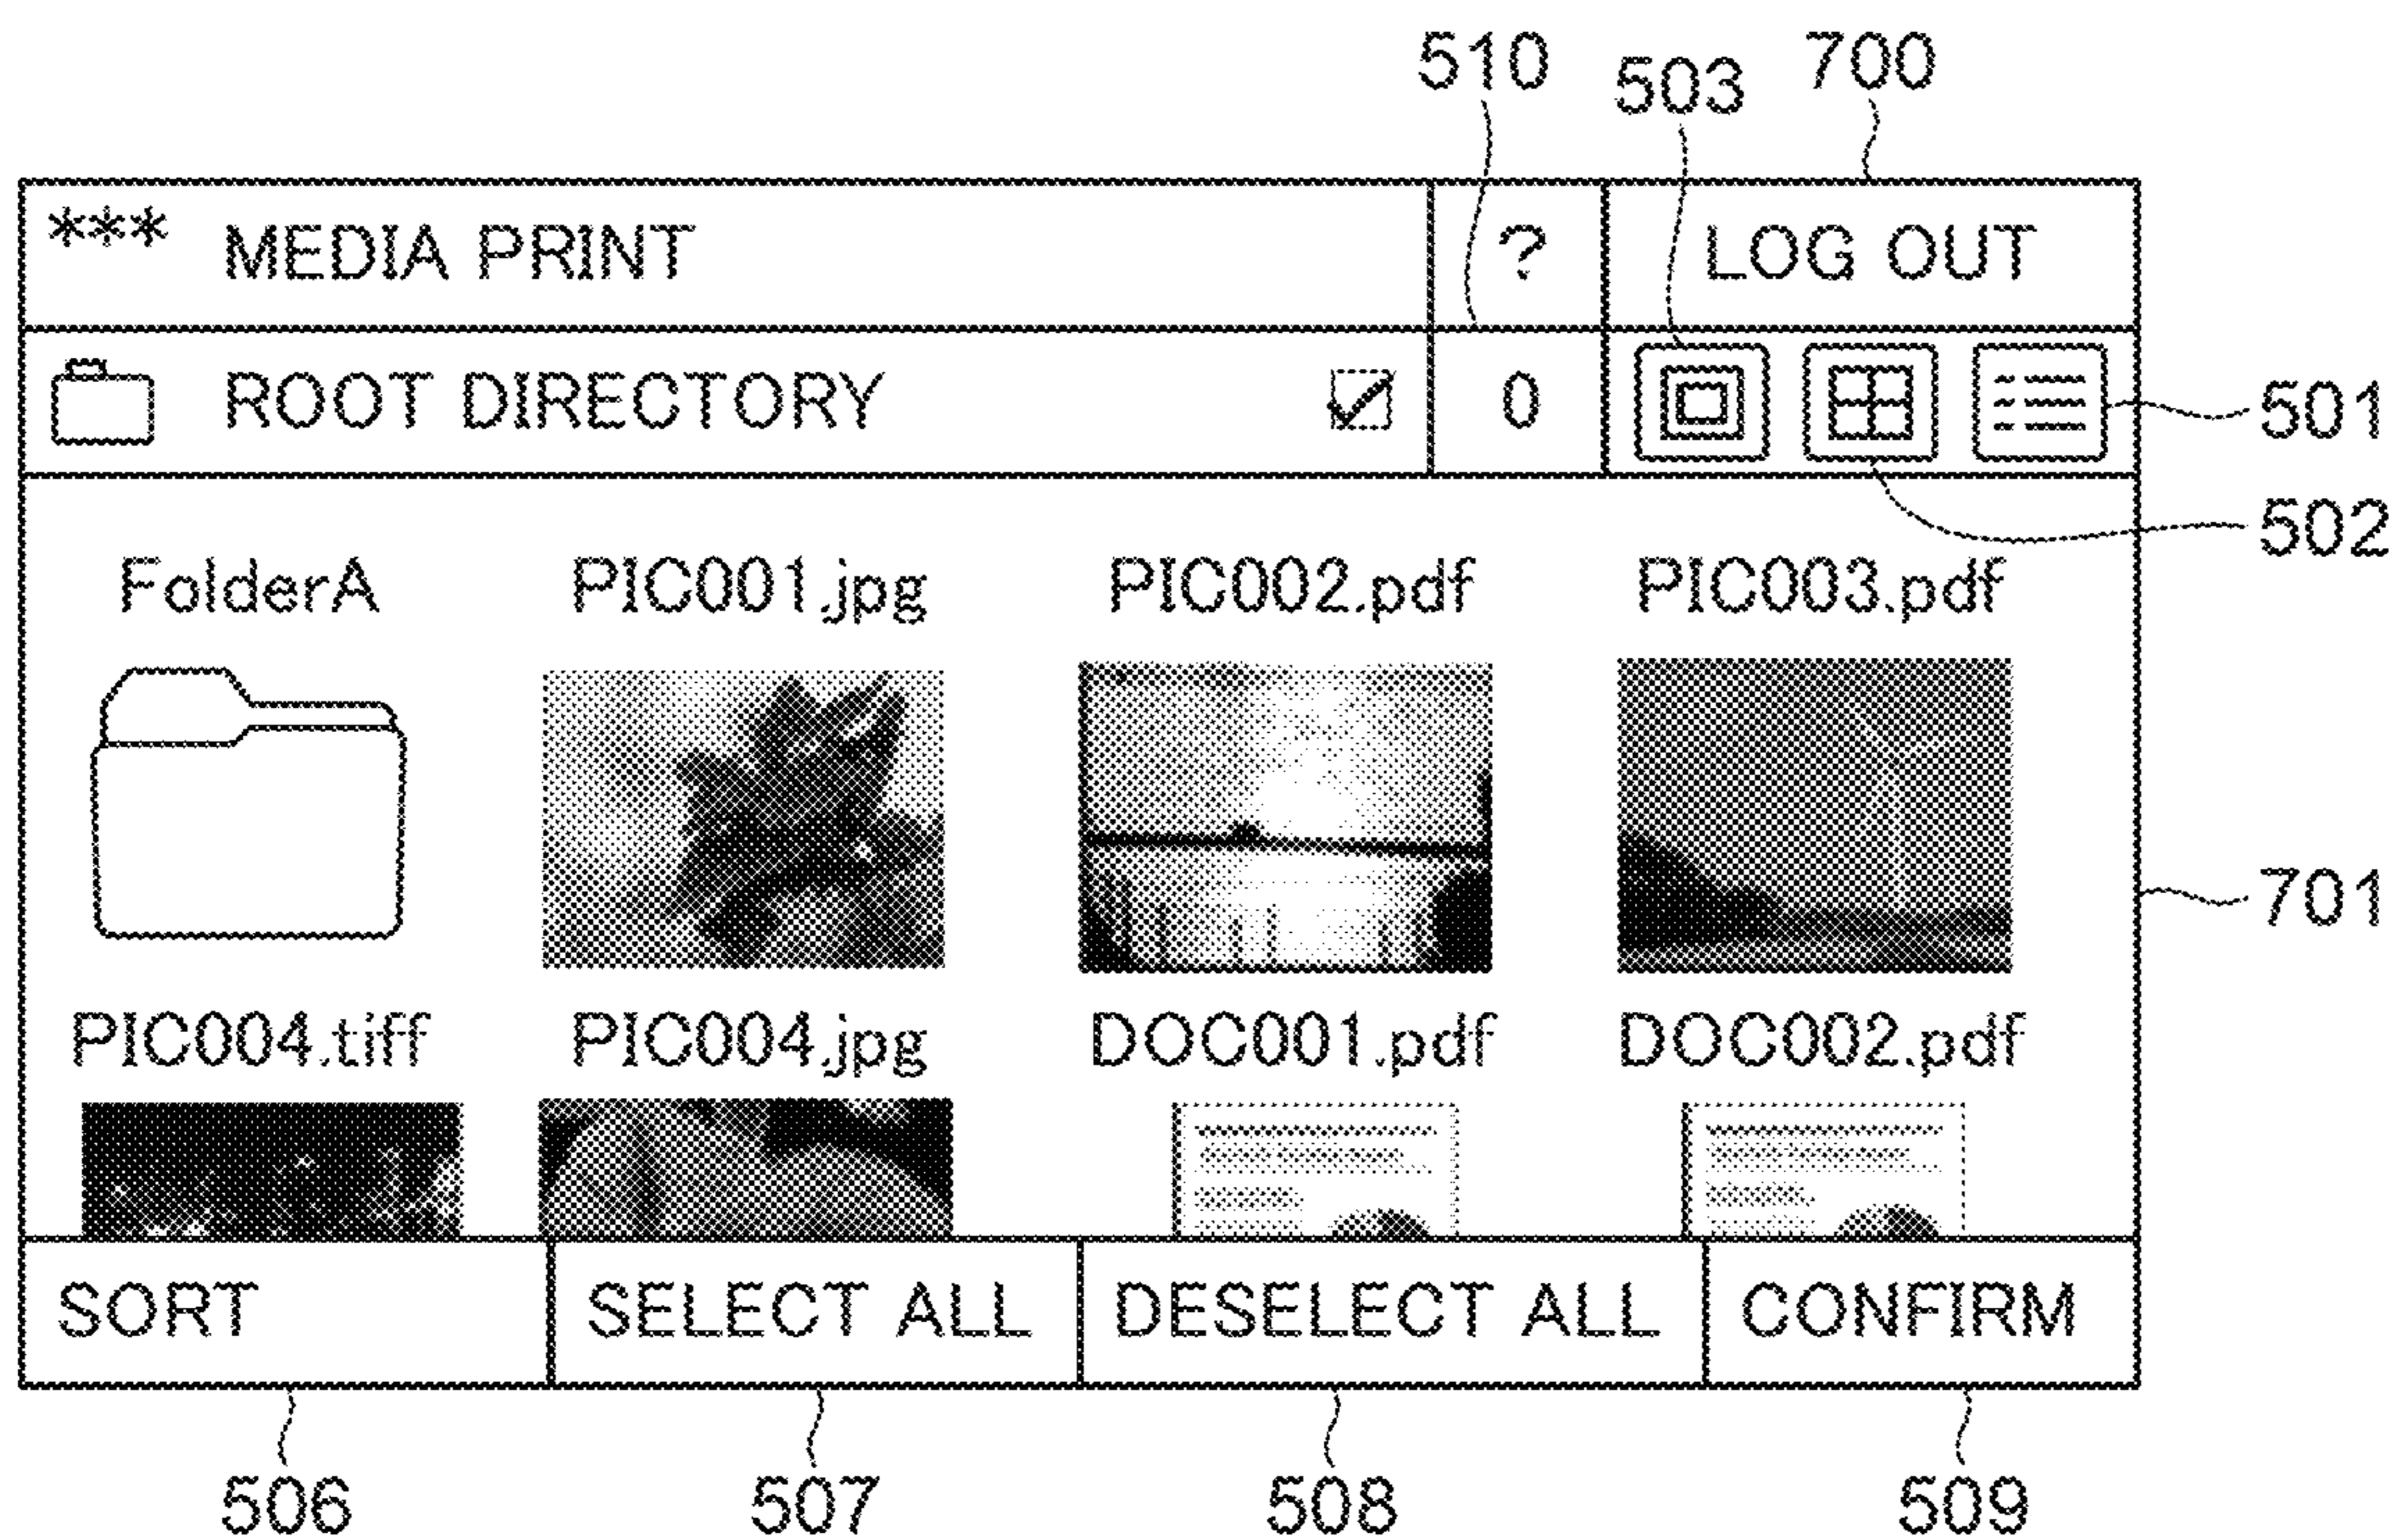 510 503 700
*** MEDIA PRINT ? LOG OUT
ROOT DIRECTORY 0
501
502
FolderA PIC001.jpg PIC002.pdf PIC003.pdf
701
PIC004.tiff PIC004.jpg DOC001.pdf DOC002.pdf
SORT SELECT ALL DESELECT ALL CONFIRM
506 507 508 509